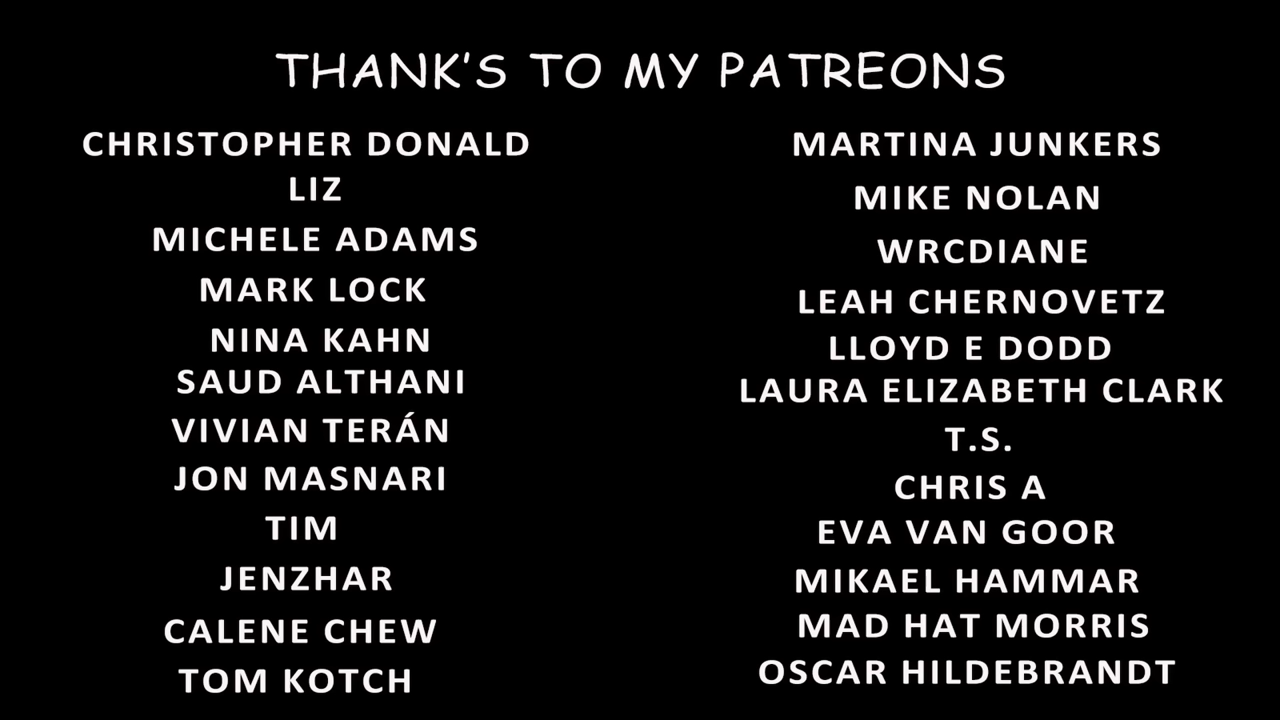 THANK'S TO MY PATREONS
CHRISTOPHER DONALD
LIZ
MICHELE ADAMS
MARK LOCK
NINA KAHN
SAUD ALTHANI
VIVIAN TERÁN
JON MASNARI
TIM
JENZHAR
CALENE CHEW
TOM KOTCH
MARTINA JUNKERS
MIKE NOLAN
WRCDIANE
LEAH CHERNOVETZ
LLOYD E DODD
LAURA ELIZABETH CLARK
T.S.
CHRIS A
EVA VAN GOOR
MIKAEL HAMMAR
MAD HAT MORRIS
OSCAR HILDEBRANDT